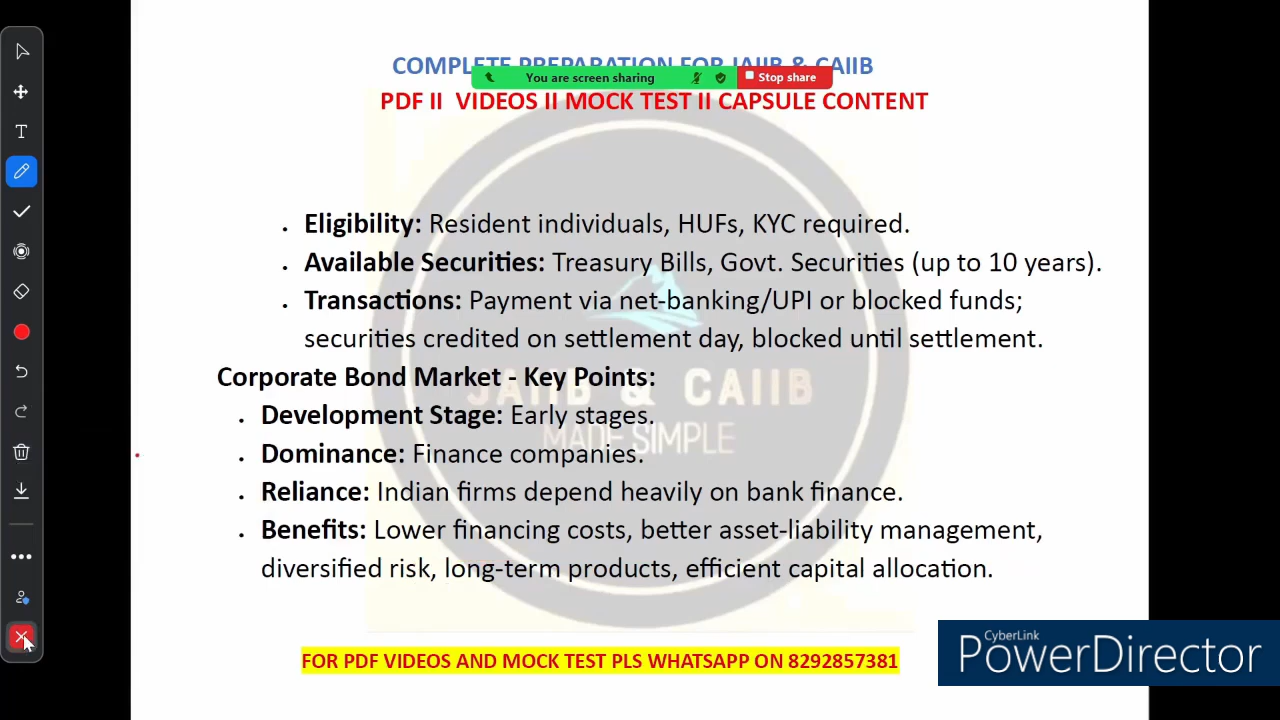 COMPLETE PREPARATION FOR JAIIB & CAIIB
You are screen sharing
Stop share
PDF II VIDEOS II MOCK TEST II CAPSULE CONTENT
• Eligibility: Resident individuals, HUFs, KYC required.
• Available Securities: Treasury Bills, Govt. Securities (up to 10 years).
• Transactions: Payment via net-banking/UPI or blocked funds;
securities credited on settlement day, blocked until settlement.
Corporate Bond Market - Key Points:
JAIIB & CAIIB
• Development Stage: Early stages.
MADE SIMPLE
• Dominance: Finance companies.
• Reliance: Indian firms depend heavily on bank finance.
• Benefits: Lower financing costs, better asset-liability management,
diversified risk, long-term products, efficient capital allocation.
FOR PDF VIDEOS AND MOCK TEST PLS WHATSAPP ON 8292857381
CyberLink
PowerDirector